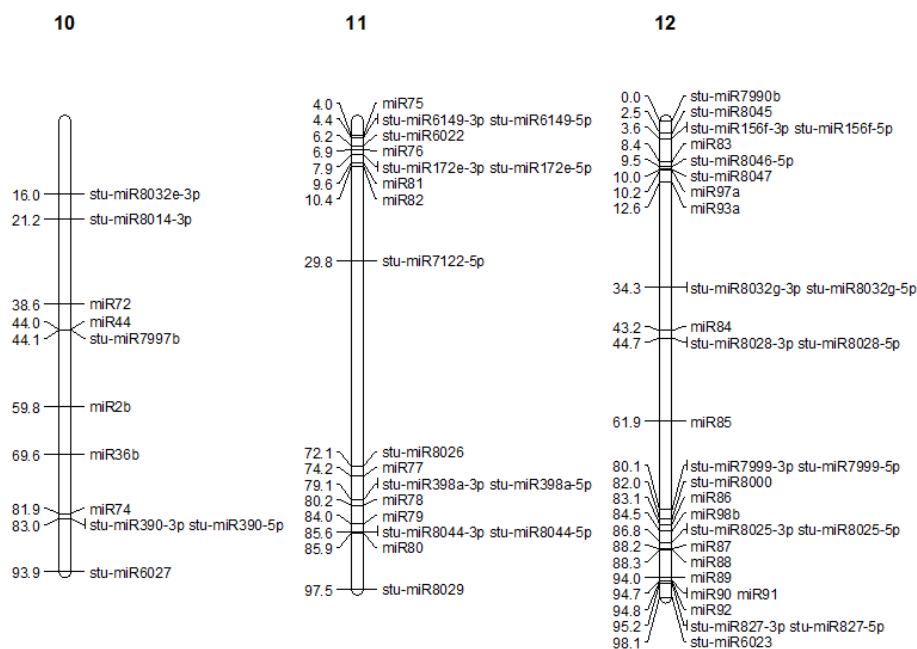 10
16.0 stu-miR8032e-3p
21.2 stu-miR8014-3p
38.6 miR72
44.0 miR44
44.1 stu-miR7997b
59.8 miR2b
69.6 miR36b
81.9 miR74
83.0 stu-miR390-3p stu-miR390-5p
93.9 stu-miR6027
11
4.0 miR75
4.4 stu-miR6149-3p stu-miR6149-5p
6.2 stu-miR6022
6.9 miR76
7.9 stu-miR172e-3p stu-miR172e-5p
9.6 miR81
10.4 miR82
29.8 stu-miR7122-5p
72.1 stu-miR8026
74.2 miR77
79.1 stu-miR398a-3p stu-miR398a-5p
80.2 miR78
84.0 miR79
85.6 stu-miR8044-3p stu-miR8044-5p
85.9 miR80
97.5 stu-miR8029
12
0.0 stu-miR7990b
2.5 stu-miR8045
3.6 stu-miR156f-3p stu-miR156f-5p
8.4 miR83
9.5 stu-miR8046-5p
10.0 stu-miR8047
10.2 miR97a
12.6 miR93a
34.3 stu-miR8032g-3p stu-miR8032g-5p
43.2 miR84
44.7 stu-miR8028-3p stu-miR8028-5p
61.9 miR85
80.1 stu-miR7999-3p stu-miR7999-5p
82.0 stu-miR8000
83.1 miR86
84.5 miR98b
86.8 stu-miR8025-3p stu-miR8025-5p
88.2 miR87
88.3 miR88
94.0 miR89
94.7 miR90 miR91
94.8 miR92
95.2 stu-miR827-3p stu-miR827-5p
98.1 stu-miR6023